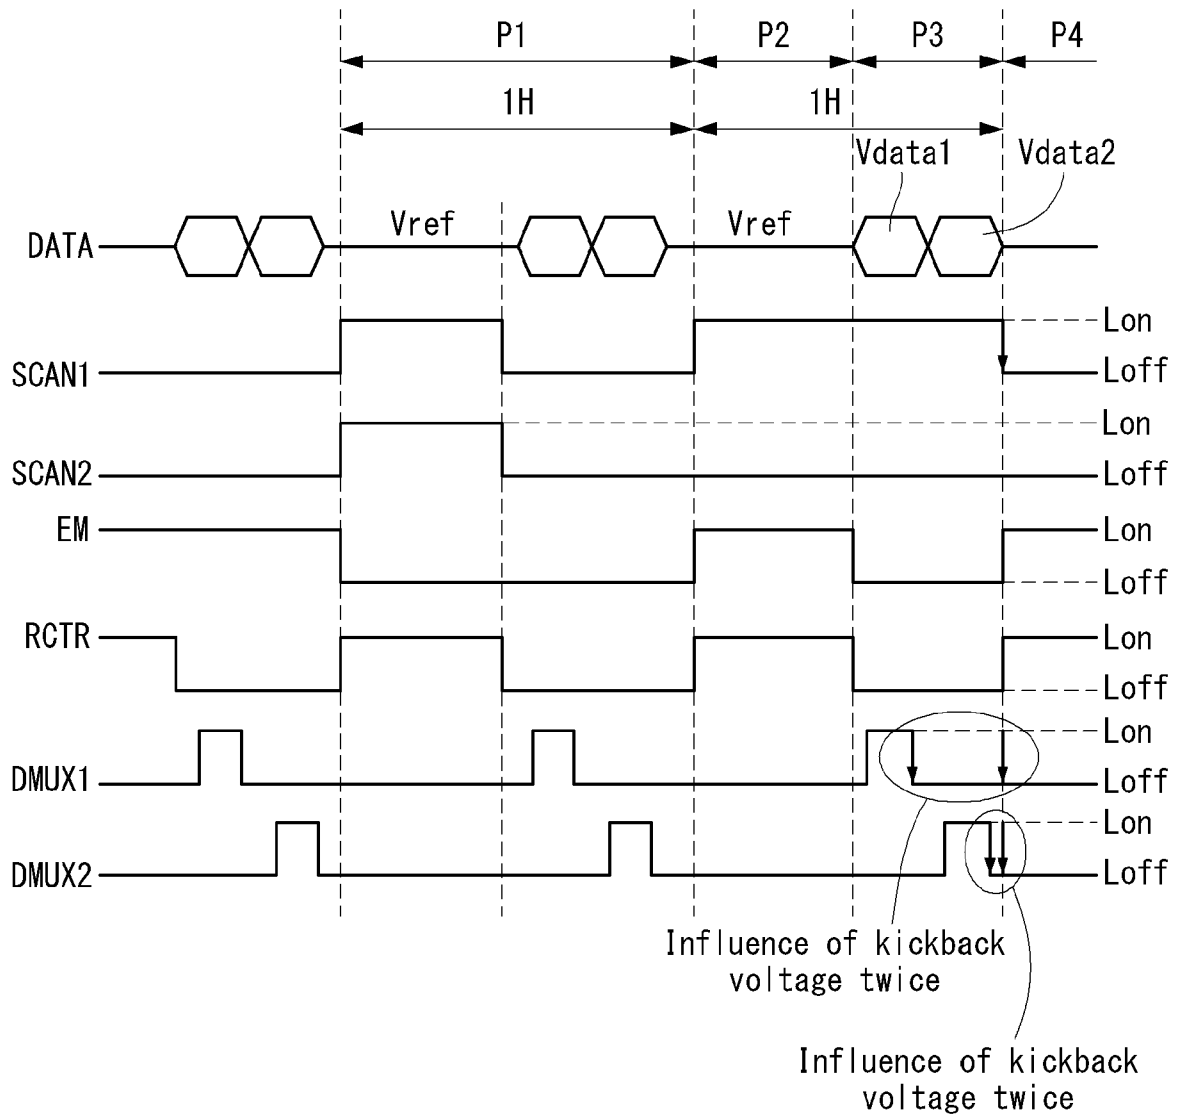 P1 P2 P3 P4
1H 1H
Vdata1 Vdata2
DATA Vref Vref
SCAN1 Lon Loff
SCAN2 Lon Loff
EM Lon Loff
RCTR Lon Loff
DMUX1 Lon Loff
DMUX2 Lon Loff
Influence of kickback
voltage twice
Influence of kickback
voltage twice